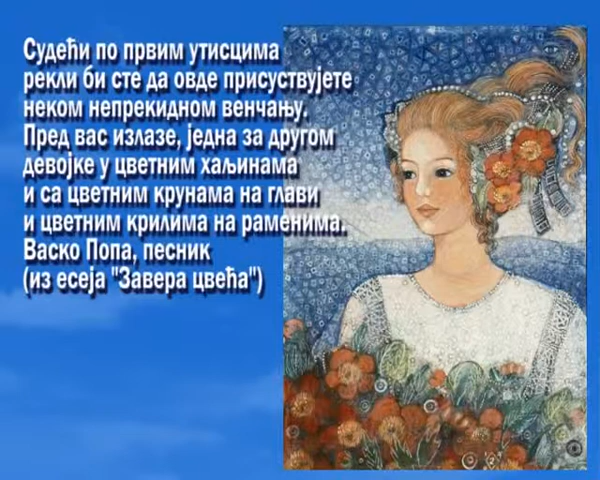 Судећи по првим утисцима
рекли би сте да овде присуствујете
неком непрекидном венчању.
Пред вас излазе, једна за другом
девојке у цветним хаљинама
и са цветним крунама на глави
и цветним крилима на раменима.
Васко Попа, песник
(из есеја "Завера цвећа")